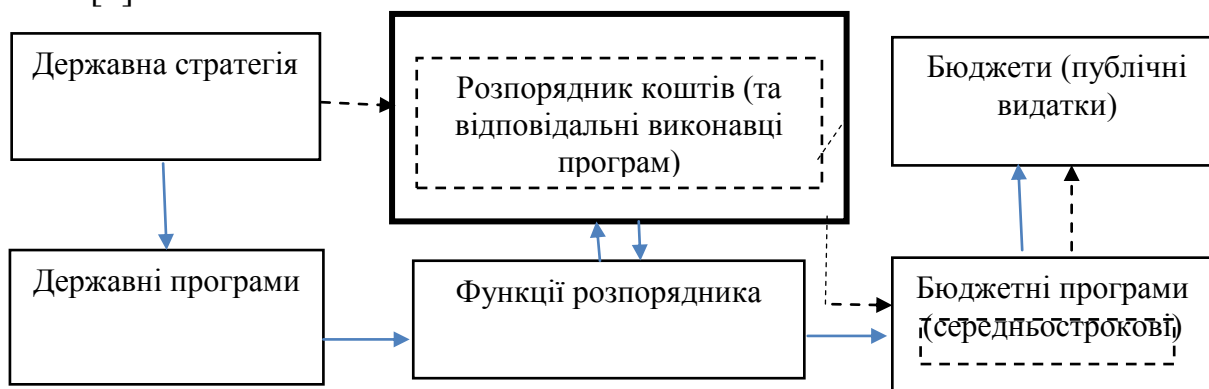 Державна стратегія
Розпорядник коштів (та
відповідальні виконавці
програм)
Бюджети (публічні
видатки)
Державні програми
Функції розпорядника
Бюджетні програми
(середньострокові)